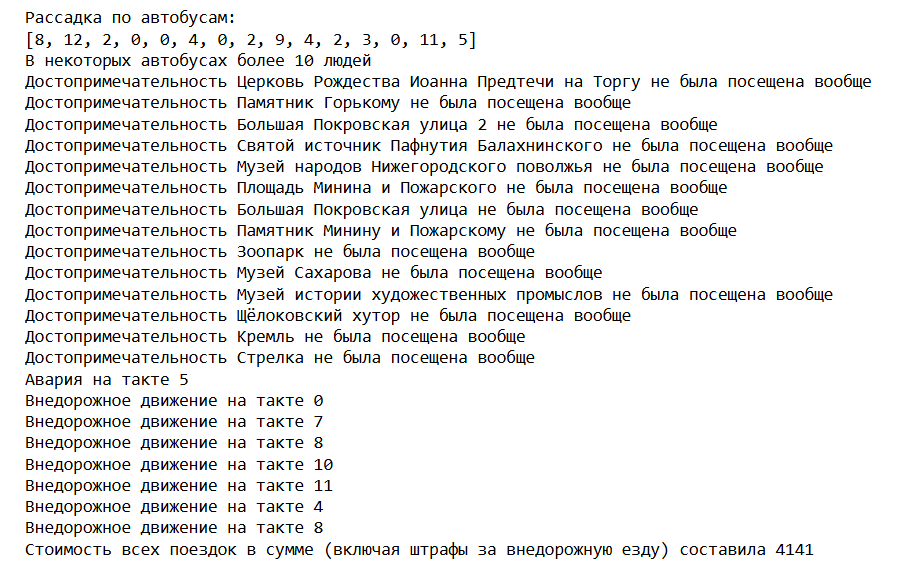 Рассадка по автобусам:
[8, 12, 2, 0, 0, 4, 0, 2, 9, 4, 2, 3, 0, 11, 5]
В некоторых автобусах более 10 людей
Достопримечательность Церковь Рождества Иоанна Предтечи на Торгу не была посещена вообще
Достопримечательность Памятник Горькому не была посещена вообще
Достопримечательность Большая Покровская улица 2 не была посещена вообще
Достопримечательность Святой источник Пафнутия Балахнинского не была посещена вообще
Достопримечательность Музей народов Нижегородского поволжья не была посещена вообще
Достопримечательность Площадь Минина и Пожарского не была посещена вообще
Достопримечательность Большая Покровская улица не была посещена вообще
Достопримечательность Памятник Минину и Пожарскому не была посещена вообще
Достопримечательность Зоопарк не была посещена вообще
Достопримечательность Музей Сахарова не была посещена вообще
Достопримечательность Музей истории художественных промыслов не была посещена вообще
Достопримечательность Щёлоковский хутор не была посещена вообще
Достопримечательность Кремль не была посещена вообще
Достопримечательность Стрелка не была посещена вообще
Авария на такте 5
Внедорожное движение на такте 0
Внедорожное движение на такте 7
Внедорожное движение на такте 8
Внедорожное движение на такте 10
Внедорожное движение на такте 11
Внедорожное движение на такте 4
Внедорожное движение на такте 8
Стоимость всех поездок в сумме (включая штрафы за внедорожную езду) составила 4141